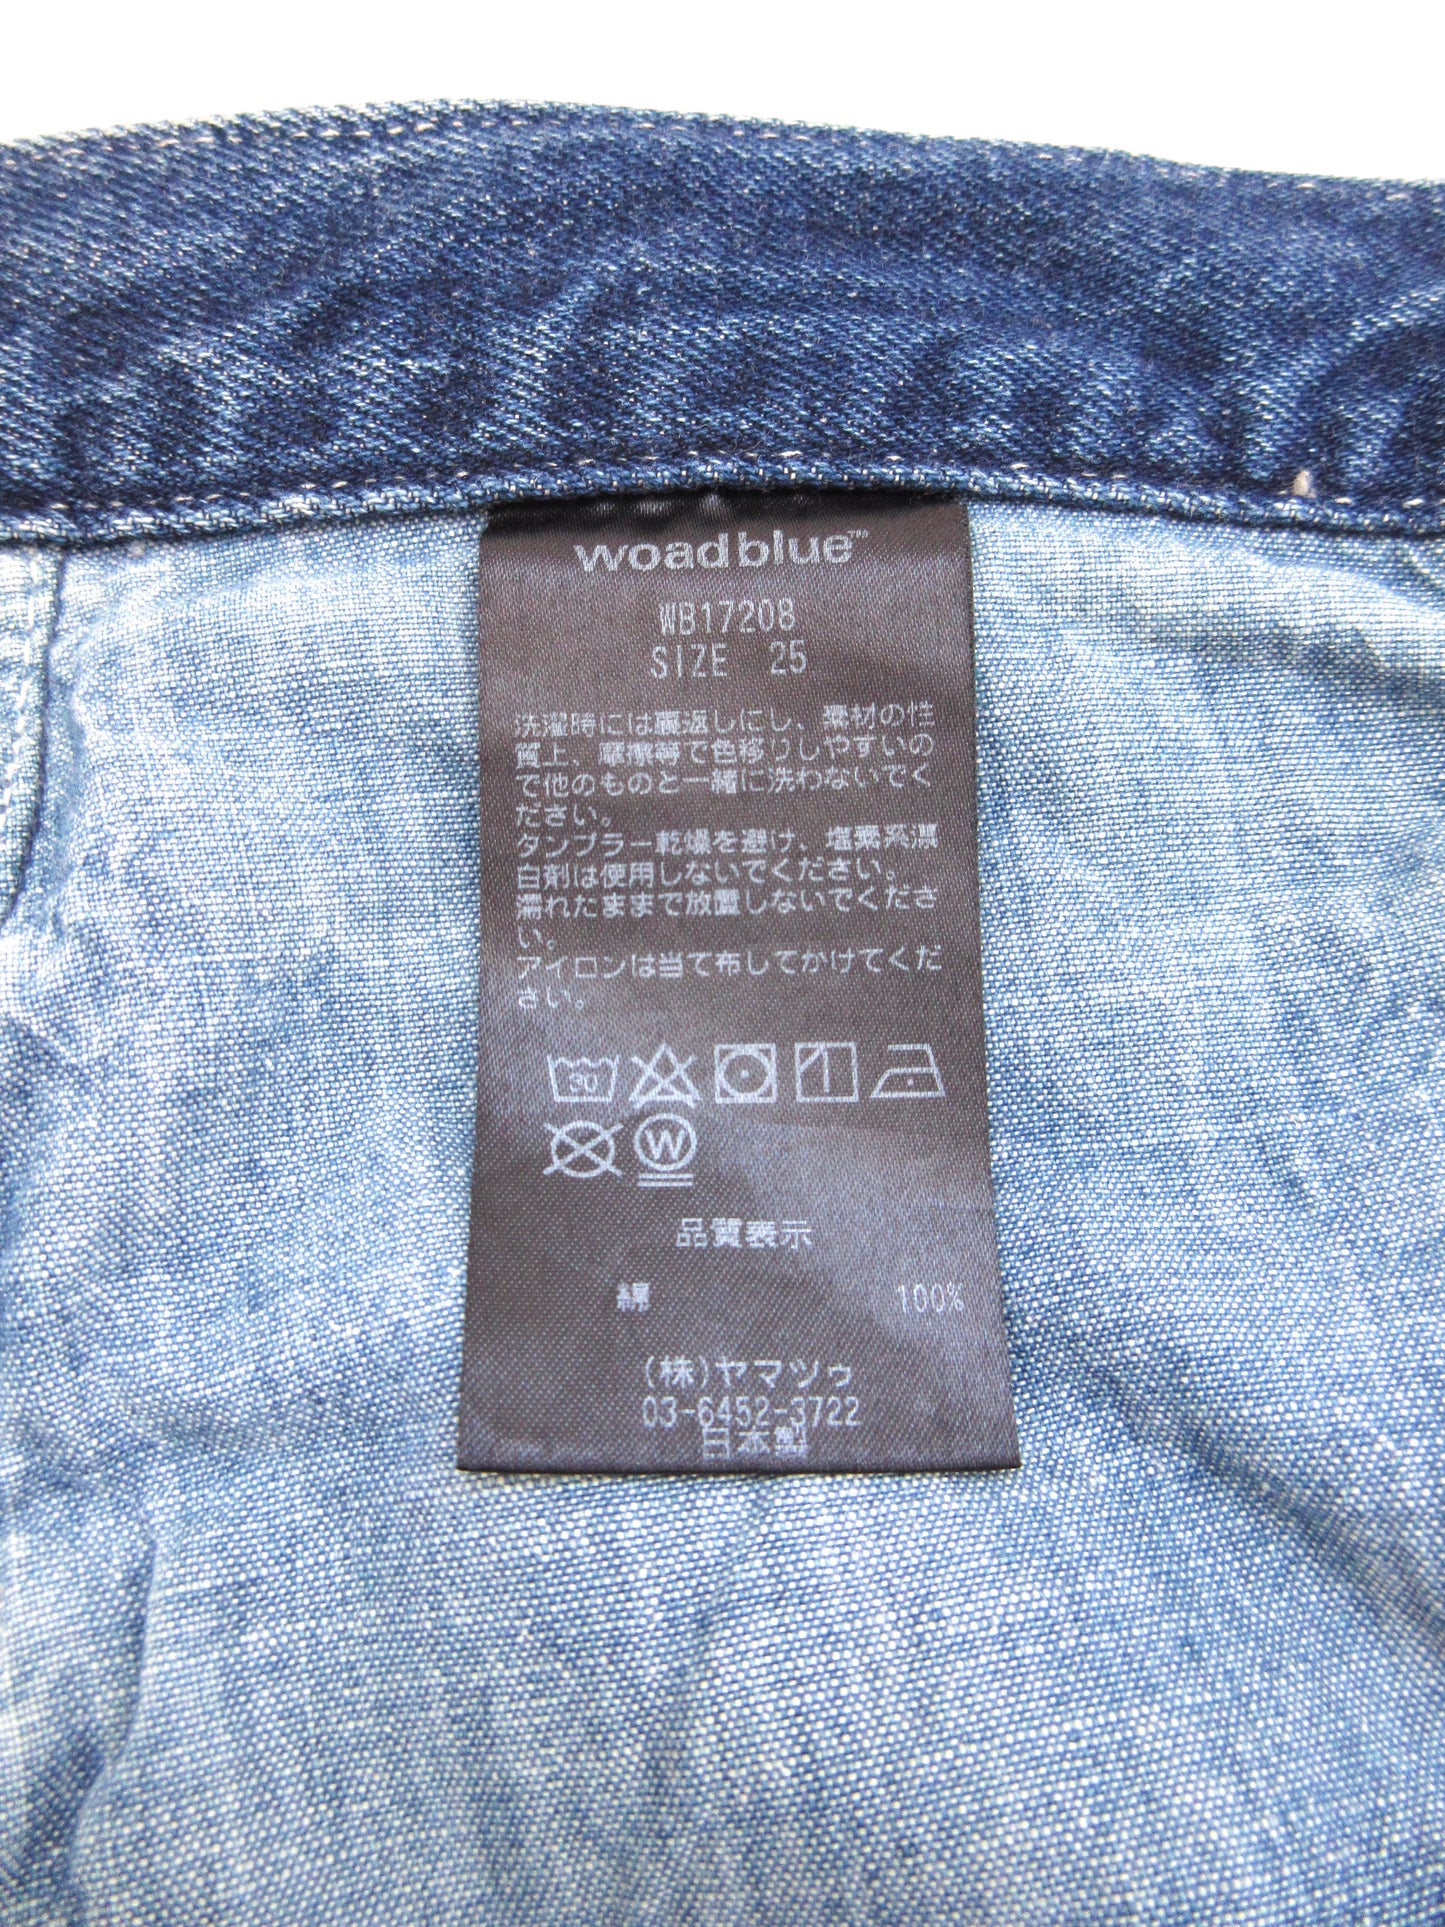 woadblue™
WB17208
SIZE 25
洗濯時には裏返しにし、素材の性
質上、摩擦等で色移りしやすいの
で他のものと一緒に洗わないでく
ださい。
タンブラー乾燥を避け、塩素系漂
白剤は使用しないでください。
濡れたままで放置しないでくださ
い。
アイロンは当て布してかけてくだ
さい。
30
W
品質表示
綿 100%
(株)ヤマツゥ
03-6452-3722
日本製